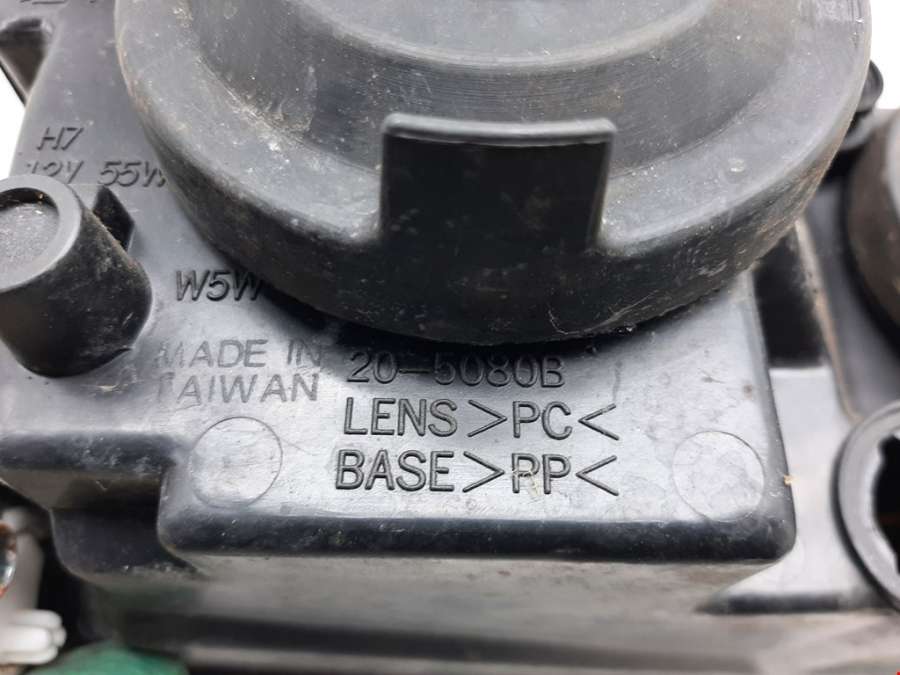 H7
12V 55W
W5W
MADE IN
TAIWAN
20-5080B
LENS >PC<
BASE >PP<